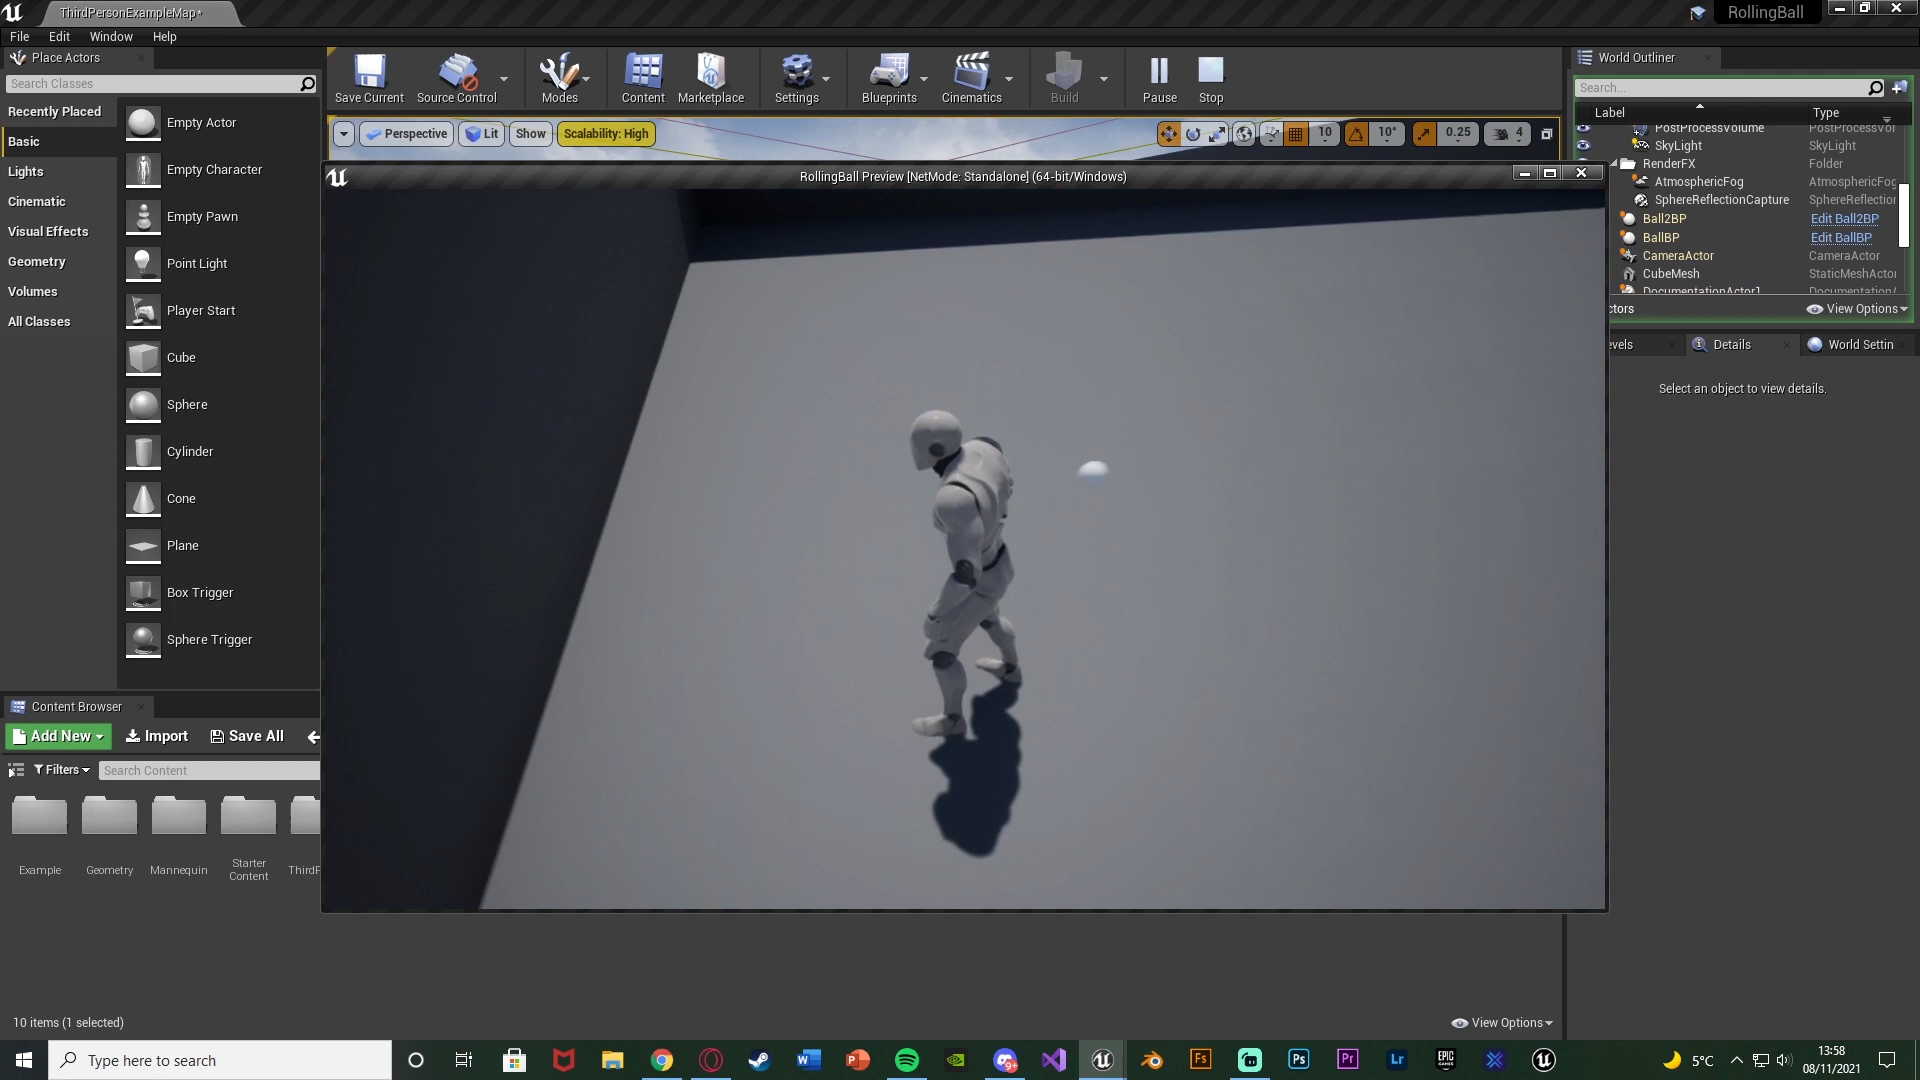 ThirdPersonExampleMap*
RollingBall
File Edit Window Help
Place Actors
World Outliner
Search Classes
Recently Placed
Basic
Lights
Cinematic
Visual Effects
Geometry
Volumes
All Classes
Empty Actor
Empty Character
Empty Pawn
Point Light
Player Start
Cube
Sphere
Cylinder
Cone
Plane
Box Trigger
Sphere Trigger
Save Current
Source Control
Modes
Content
Marketplace
Settings
Blueprints
Cinematics
Build
Pause
Stop
Perspective
Lit
Show
Scalability: High
10
10°
0.25
4
RollingBall Preview [NetMode: Standalone] (64-bit/Windows)
Search...
Label Type
PostProcessVolume PostProcessVol
SkyLight SkyLight
RenderFX Folder
AtmosphericFog AtmosphericFog
SphereReflectionCapture SphereReflection
Ball2BP Edit Ball2BP
BallBP Edit BallBP
CameraActor CameraActor
CubeMesh StaticMeshActor
DocumentationActor1
ctors
View Options
evels
Details
World Settin
Select an object to view details.
Content Browser
Add New
Import
Save All
Filters
Search Content
Example
Geometry
Mannequin
Starter
Content
ThirdP
10 items (1 selected)
View Options
Type here to search
9+
Fs
Ps
Pr
Lr
EPIC
GAMES
5°C
13:58
08/11/2021